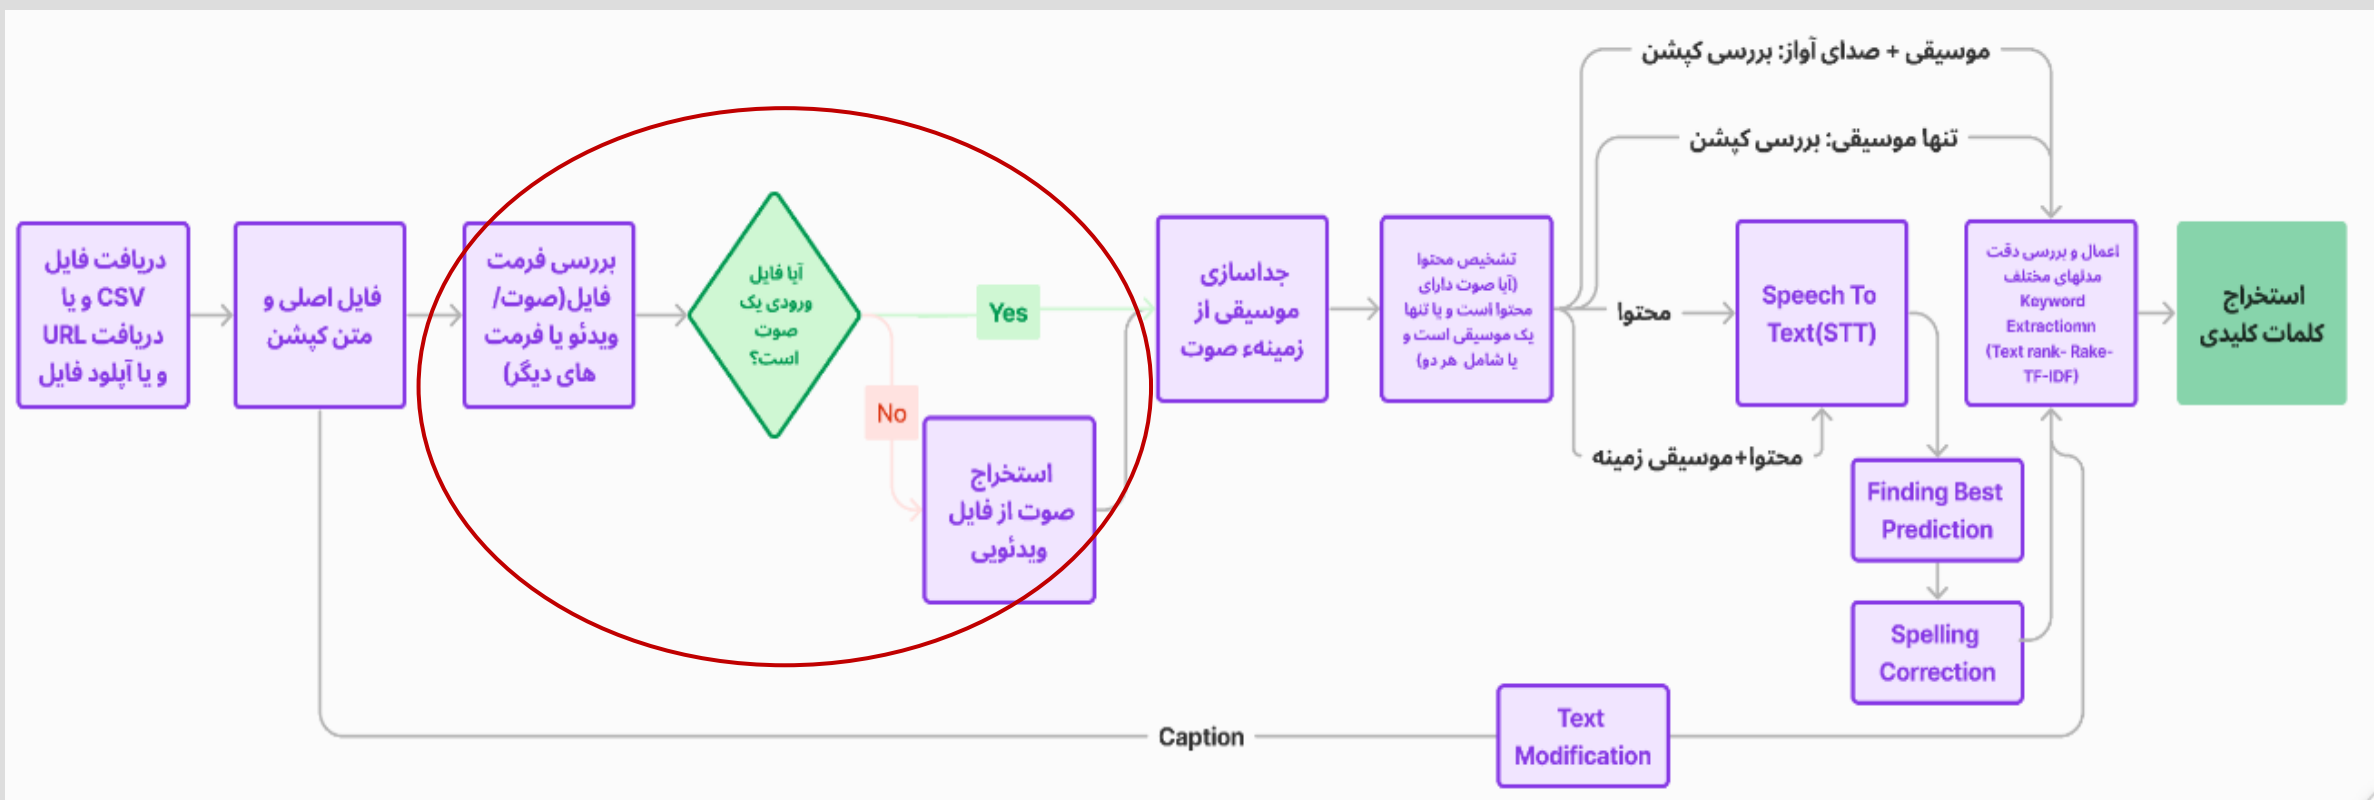 دریافت فایل
CSV و یا
دریافت URL
و یا آپلود فایل
فایل اصلی و
متن کپشن
بررسی فرمت
فایل(صوت/
ویدئو یا فرمت
های دیگر)
آیا فایل
ورودی یک
صوت
است؟
Yes
No
استخراج
صوت از فایل
ویدئویی
جداسازی
موسیقی از
زمینهء صوت
تشخیص محتوا
(آیا صوت دارای
محتوا است و یا تنها
یک موسیقی است و
یا شامل هر دو)
موسیقی + صدای آواز: بررسی کپشن
تنها موسیقی: بررسی کپشن
محتوا
محتوا+موسیقی زمینه
Speech To
Text(STT)
Finding Best
Prediction
Spelling
Correction
اعمال و بررسی دقت
مدلهای مختلف
Keyword
Extractiomn
(Text rank- Rake-
TF-IDF)
استخراج
کلمات کلیدی
Caption
Text
Modification